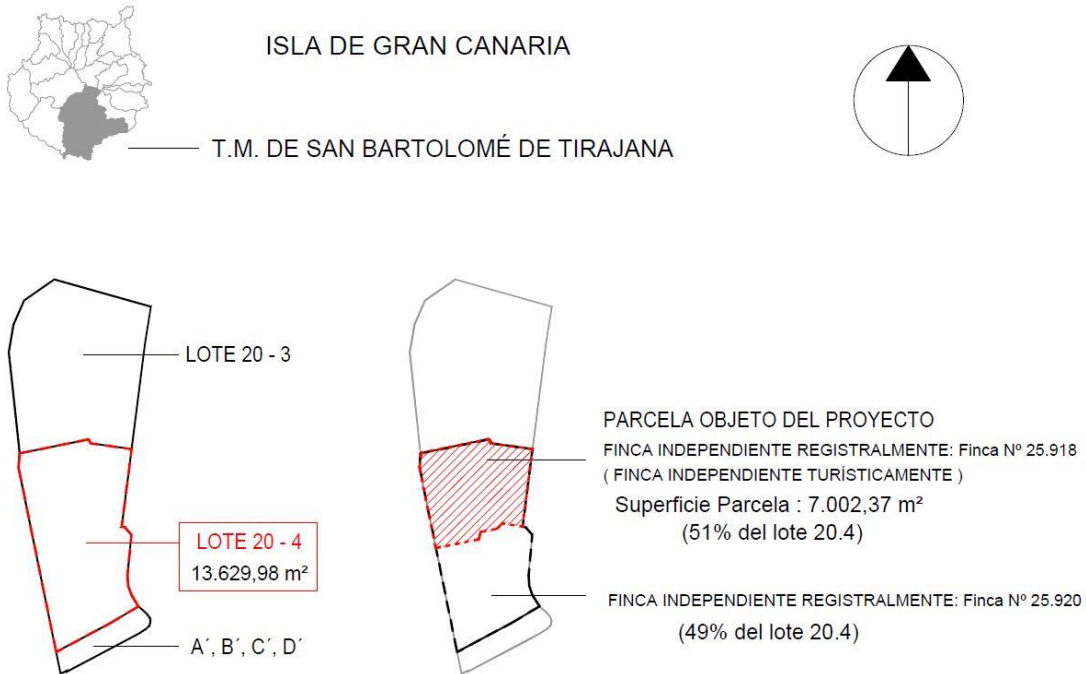 ISLA DE GRAN CANARIA
T.M. DE SAN BARTOLOMÉ DE TIRAJANA
LOTE 20 - 3
LOTE 20 - 4
13.629,98 m²
A´, B´, C´, D´
PARCELA OBJETO DEL PROYECTO
FINCA INDEPENDIENTE REGISTRALMENTE: Finca Nº 25.918
( FINCA INDEPENDIENTE TURÍSTICAMENTE )
Superficie Parcela : 7.002,37 m²
(51% del lote 20.4)
FINCA INDEPENDIENTE REGISTRALMENTE: Finca Nº 25.920
(49% del lote 20.4)